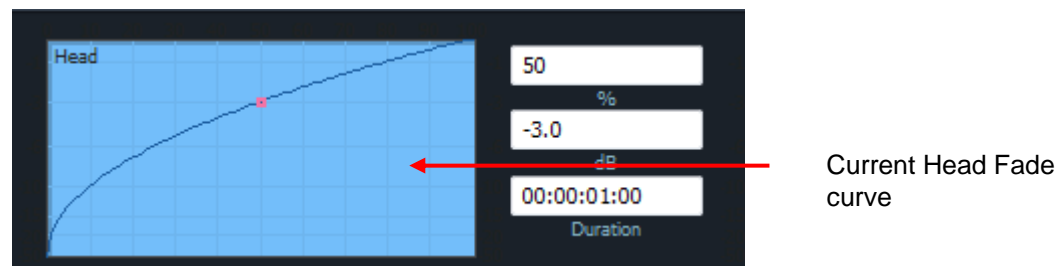 Head
50
%
-3.0
dB
00:00:01:00
Duration
Current Head Fade
curve